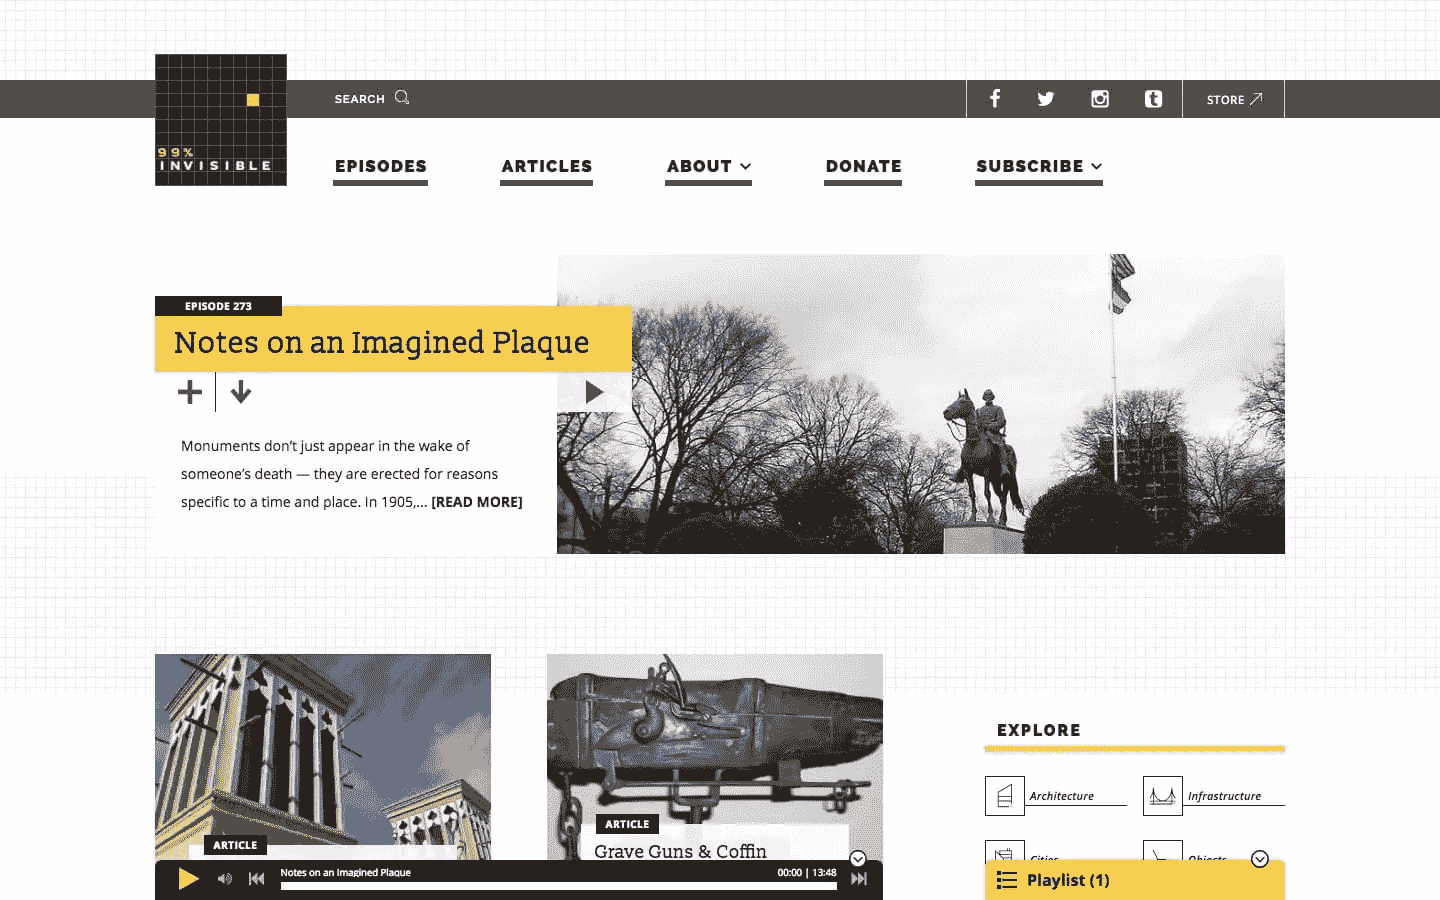 SEARCH
STORE
99%
INVISIBLE
EPISODES
ARTICLES
ABOUT
DONATE
SUBSCRIBE
EPISODE 273
Notes on an Imagined Plaque
Monuments don't just appear in the wake of
someone's death — they are erected for reasons
specific to a time and place. In 1905,... [READ MORE]
EXPLORE
Architecture
Infrastructure
Cities
Objects
ARTICLE
ARTICLE
Grave Guns & Coffin
Notes on an Imagined Plaque
00:00 | 13:48
Playlist (1)